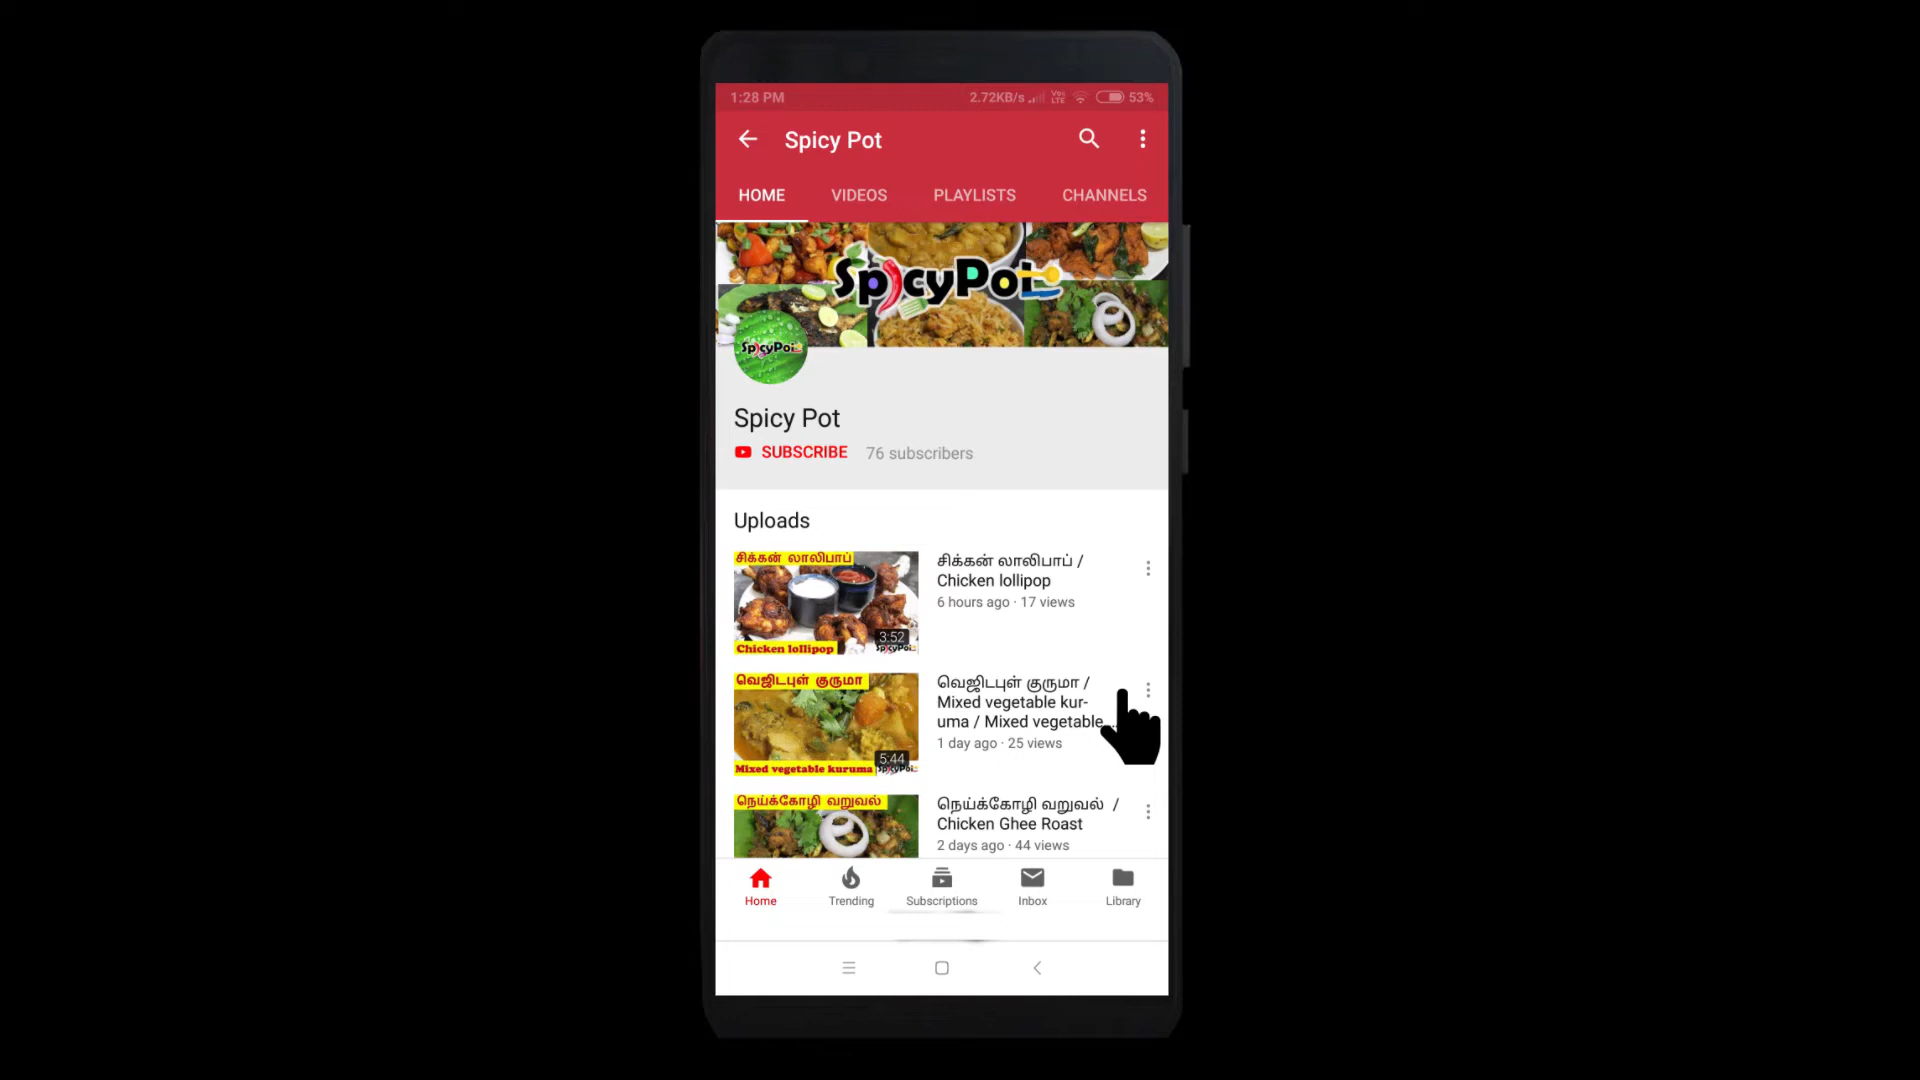 1:28 PM 2.72KB/s VoLTE 53%
Spicy Pot
HOME VIDEOS PLAYLISTS CHANNELS
SpicyPot
SpicyPot
Spicy Pot
SUBSCRIBE 76 subscribers
Uploads
சிக்கன் லாலிபாப்
3:52
Chicken lollipop
SpicyPot
சிக்கன் லாலிபாப் /
Chicken lollipop
6 hours ago · 17 views
வெஜிடபுள் குருமா
5:44
Mixed vegetable kuruma
SpicyPot
வெஜிடபுள் குருமா /
Mixed vegetable kur-
uma / Mixed vegetable...
1 day ago · 25 views
நெய்க்கோழி வறுவல்
நெய்க்கோழி வறுவல் /
Chicken Ghee Roast
2 days ago · 44 views
Home Trending Subscriptions Inbox Library